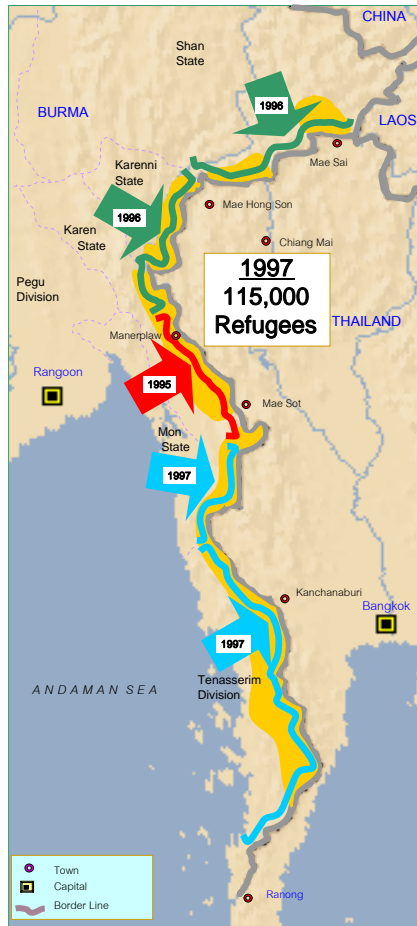 CHINA
Shan
State
BURMA
1996
LAOS
Mae Sai
Karenni
State
Mae Hong Son
1996
Karen
State
Chiang Mai
1997
115,000
Refugees
Pegu
Division
THAILAND
Manerplaw
Rangoon
1995
Mae Sot
Mon
State
1997
Kanchanaburi
Bangkok
1997
Tenasserim
Division
ANDAMAN SEA
Town
Capital
Border Line
Ranong